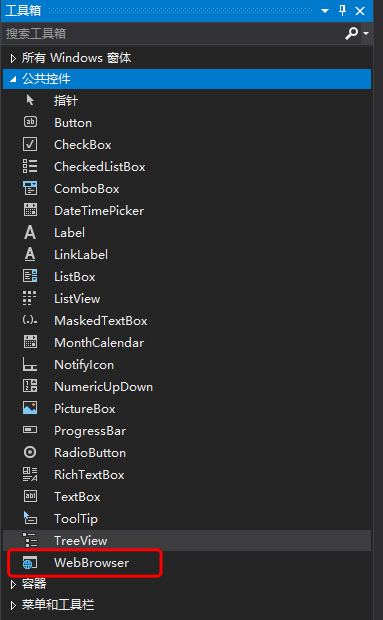 工具箱
搜索工具箱
所有 Windows 窗体
公共控件
指针
Button
CheckBox
CheckedListBox
ComboBox
DateTimePicker
Label
LinkLabel
ListBox
ListView
MaskedTextBox
MonthCalendar
NotifyIcon
NumericUpDown
PictureBox
ProgressBar
RadioButton
RichTextBox
TextBox
ToolTip
TreeView
WebBrowser
容器
菜单和工具栏